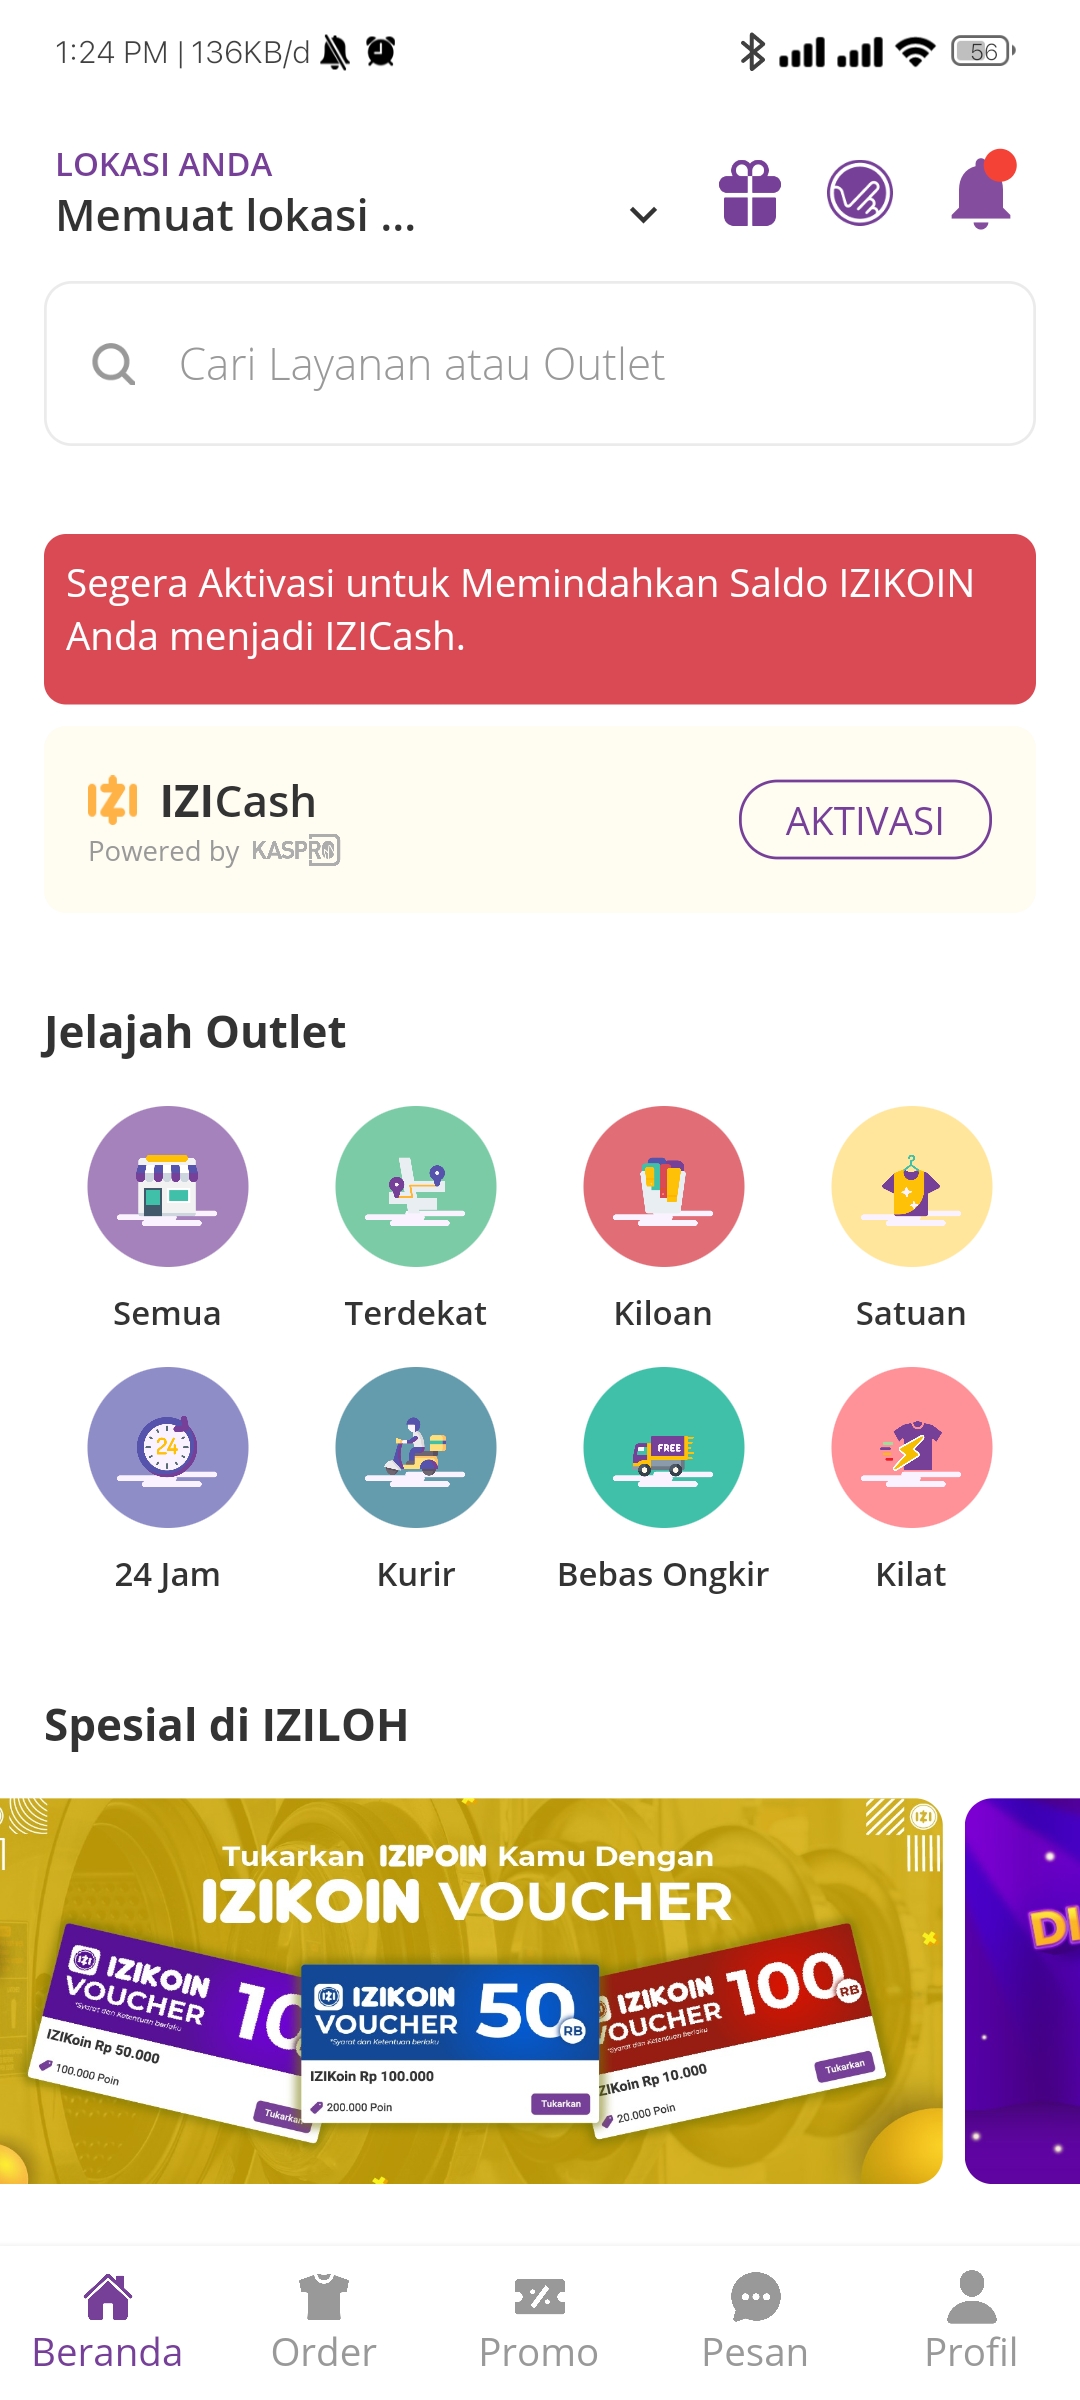 1:24 PM | 136KB/d
56
LOKASI ANDA
Memuat lokasi ...
Cari Layanan atau Outlet
Segera Aktivasi untuk Memindahkan Saldo IZIKOIN
Anda menjadi IZICash.
IZI IZICash
Powered by KASPRO
AKTIVASI
Jelajah Outlet
Semua
Terdekat
Kiloan
Satuan
24
FREE
24 Jam
Kurir
Bebas Ongkir
Kilat
Spesial di IZILOH
Tukarkan IZIPOIN Kamu Dengan
IZIKOIN VOUCHER
IZIKOIN
VOUCHER
10
*Syarat dan Ketentuan berlaku
IZIKoin Rp 50.000
100.000 Poin
Tukarkan
IZIKOIN
VOUCHER
50 RB
*Syarat dan Ketentuan berlaku
IZIKoin Rp 100.000
200.000 Poin
Tukarkan
IZIKOIN
VOUCHER
100 RB
*Syarat dan Ketentuan berlaku
ZIKoin Rp 10.000
20.000 Poin
Tukarkan
DI
Beranda
Order
Promo
Pesan
Profil